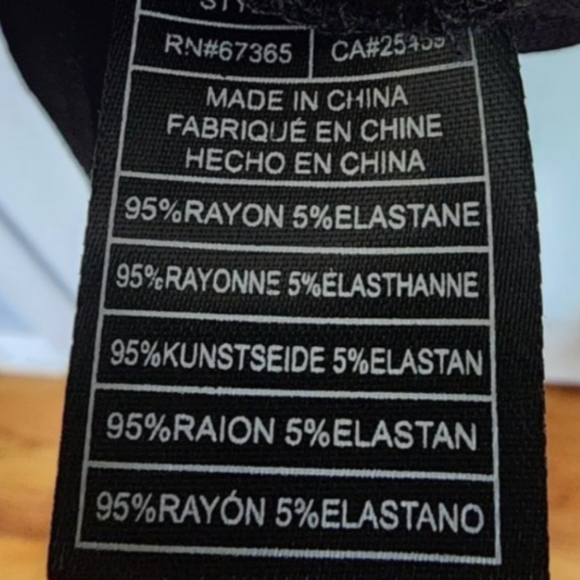 RN#67365
MADE IN CHINA
FABRIQUÉ EN CHINE
HECHO EN CHINA
95%RAYON 5%ELASTANE
95%RAYONNE 5%ÉLASTHANNE
95%KUNSTSEIDE 5%ELASTAN
95%RAION 5%ELASTAN
95%RAYÓN 5%ELASTANO